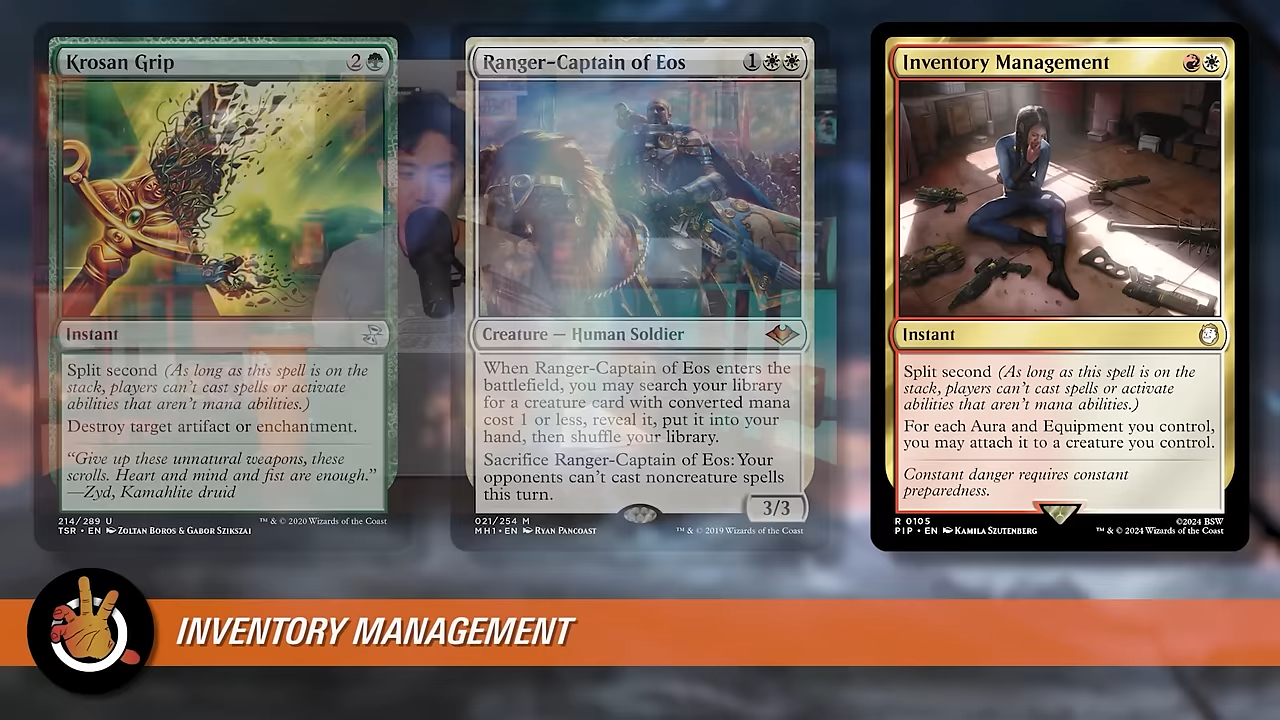 Krosan Grip
2
Instant
Split second (As long as this spell is on the
stack, players can't cast spells or activate
abilities that aren't mana abilities.)
Destroy target artifact or enchantment.
“Give up these unnatural weapons, these
scrolls. Heart and mind and fist are enough.”
—Zyd, Kamahlite druid
214/289 U
TSR • EN Zoltan Boros & Gabor Szikszai
™ & © 2020 Wizards of the Coast
Ranger-Captain of Eos
1
Creature — Human Soldier
When Ranger-Captain of Eos enters the
battlefield, you may search your library
for a creature card with converted mana
cost 1 or less, reveal it, put it into your
hand, then shuffle your library.
Sacrifice Ranger-Captain of Eos: Your
opponents can't cast noncreature spells
this turn.
3/3
021/254 M
MH1 • EN Ryan Pancoast
™ & © 2019 Wizards of the Coast
Inventory Management
Instant
Split second (As long as this spell is on the
stack, players can't cast spells or activate
abilities that aren't mana abilities.)
For each Aura and Equipment you control,
you may attach it to a creature you control.
Constant danger requires constant
preparedness.
R 0105
PIP • EN Kamila Szutenberg
©2024 BSW
™ & © 2024 Wizards of the Coast
INVENTORY MANAGEMENT